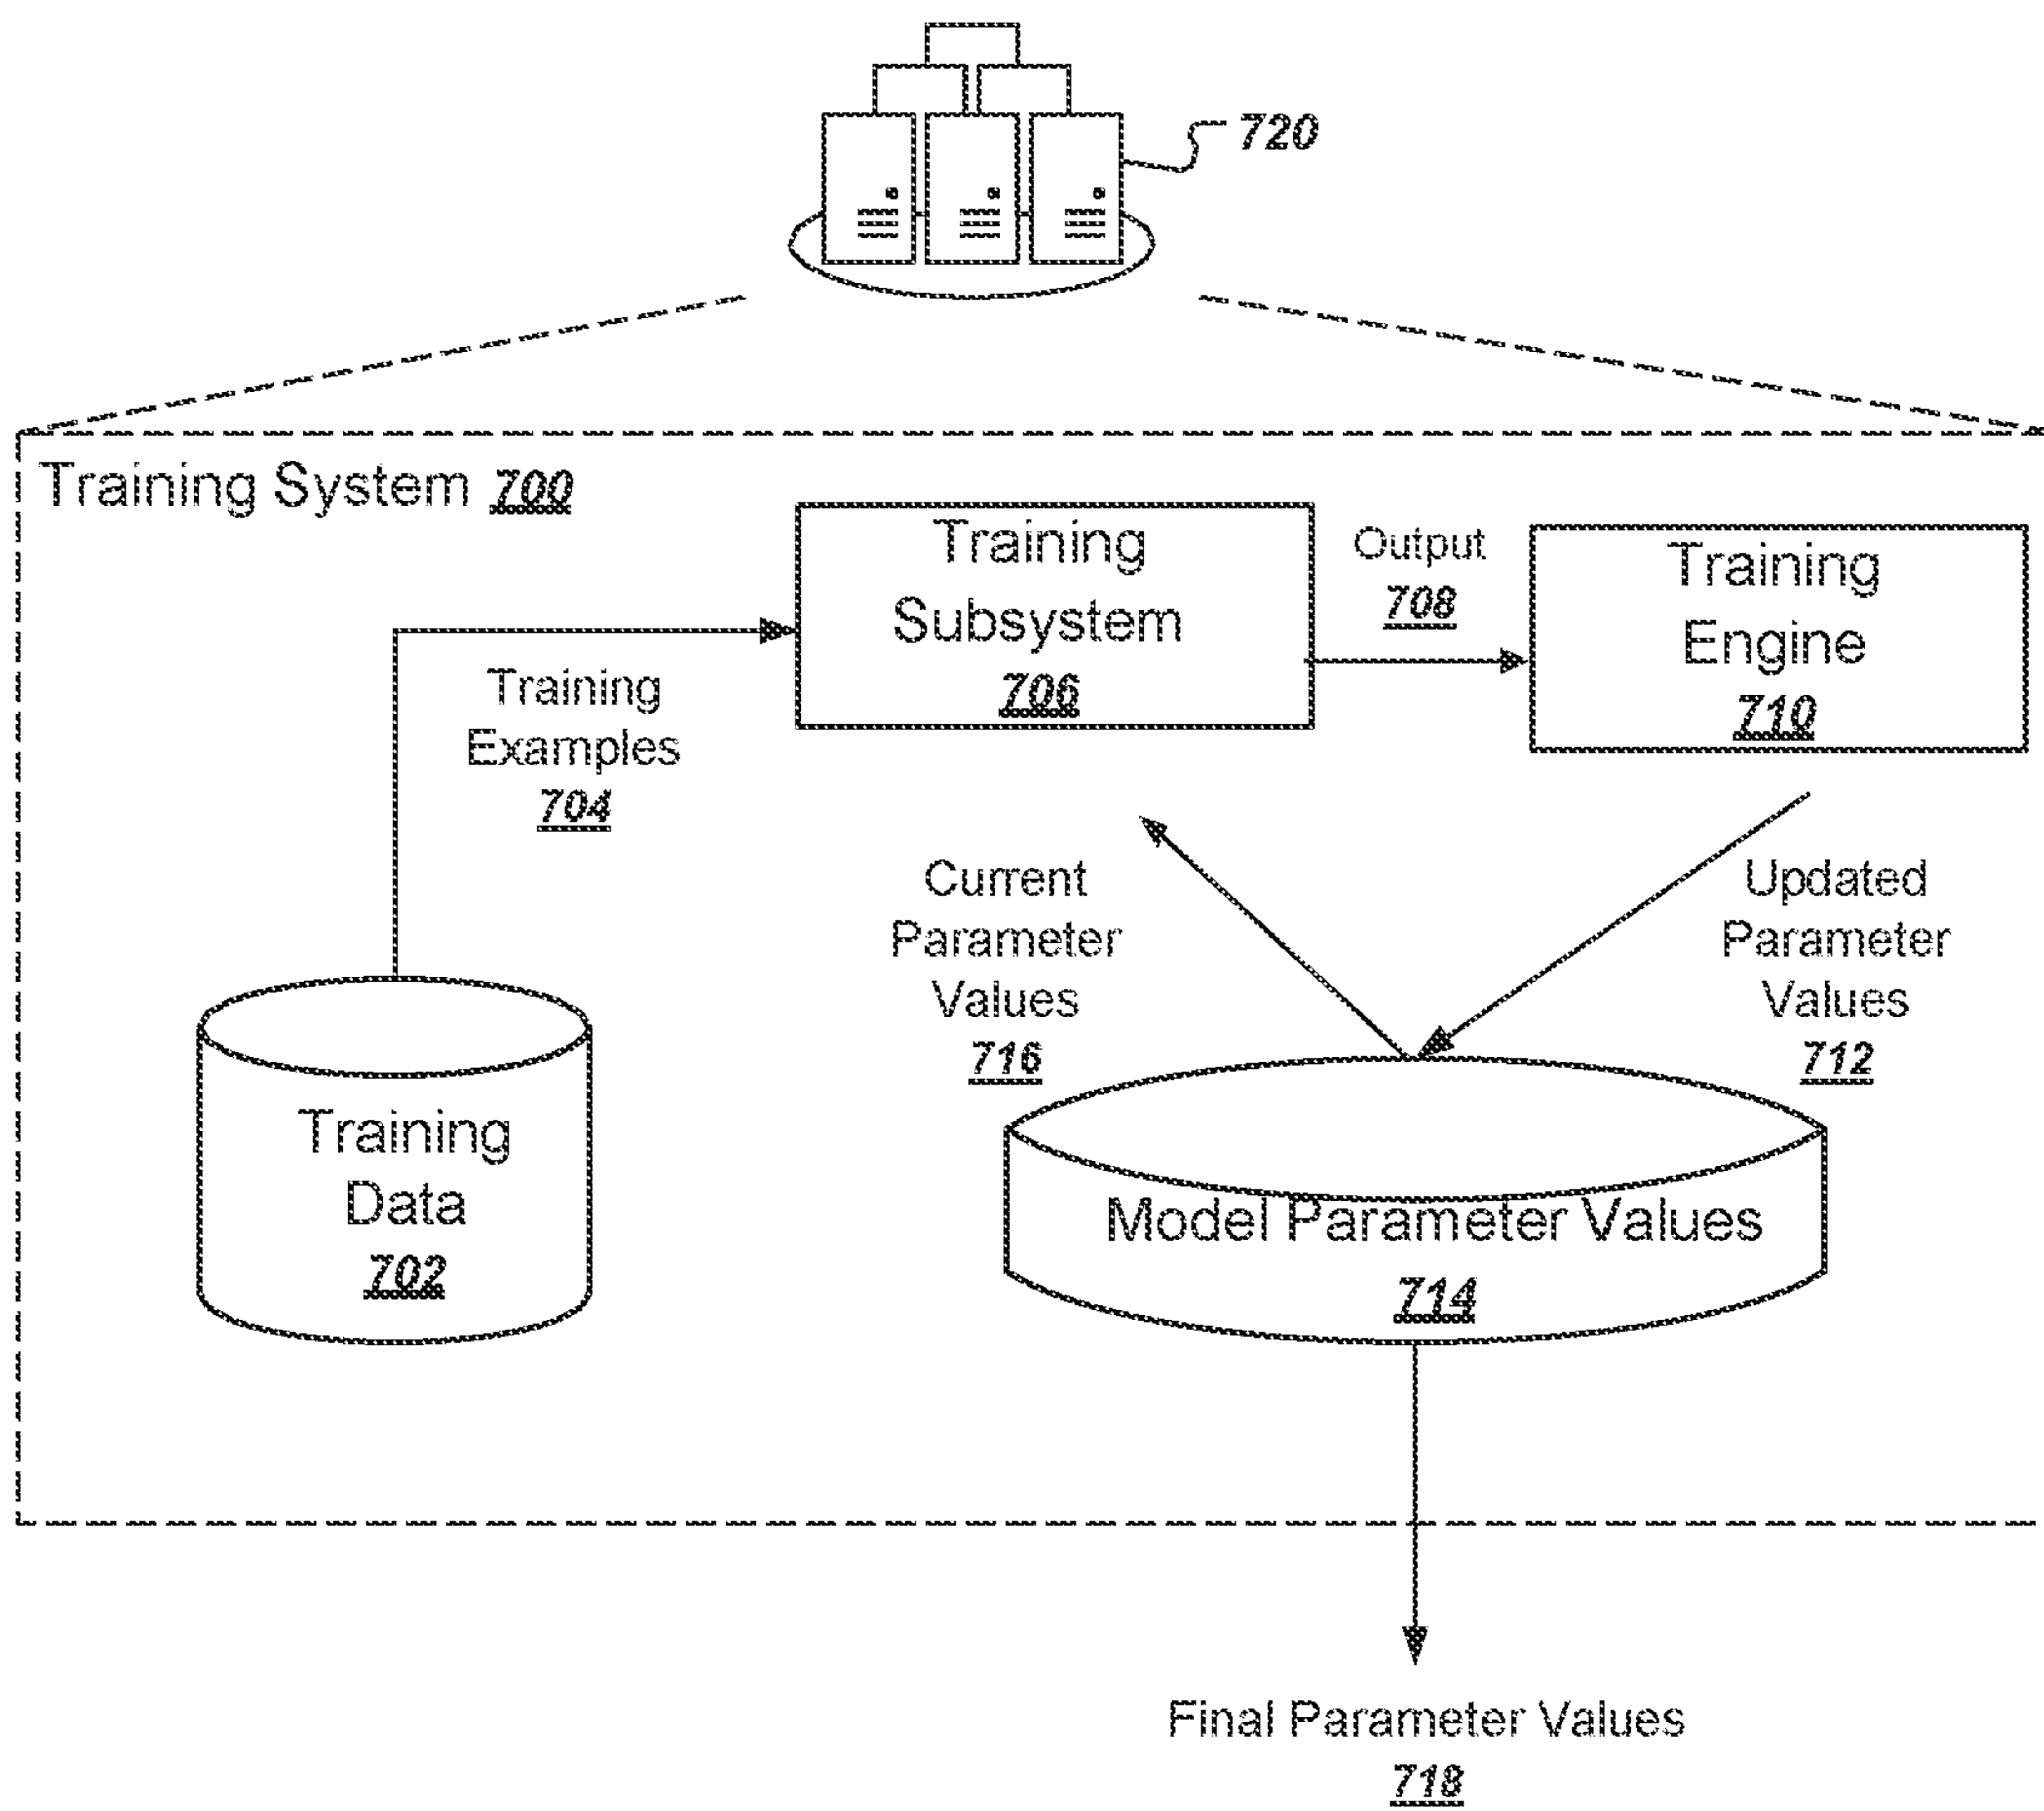 720
Training System 700
Training
Subsystem
706
Output
708
Training
Engine
710
Training
Examples
704
Current
Parameter
Values
716
Updated
Parameter
Values
712
Training
Data
702
Model Parameter Values
714
Final Parameter Values
718